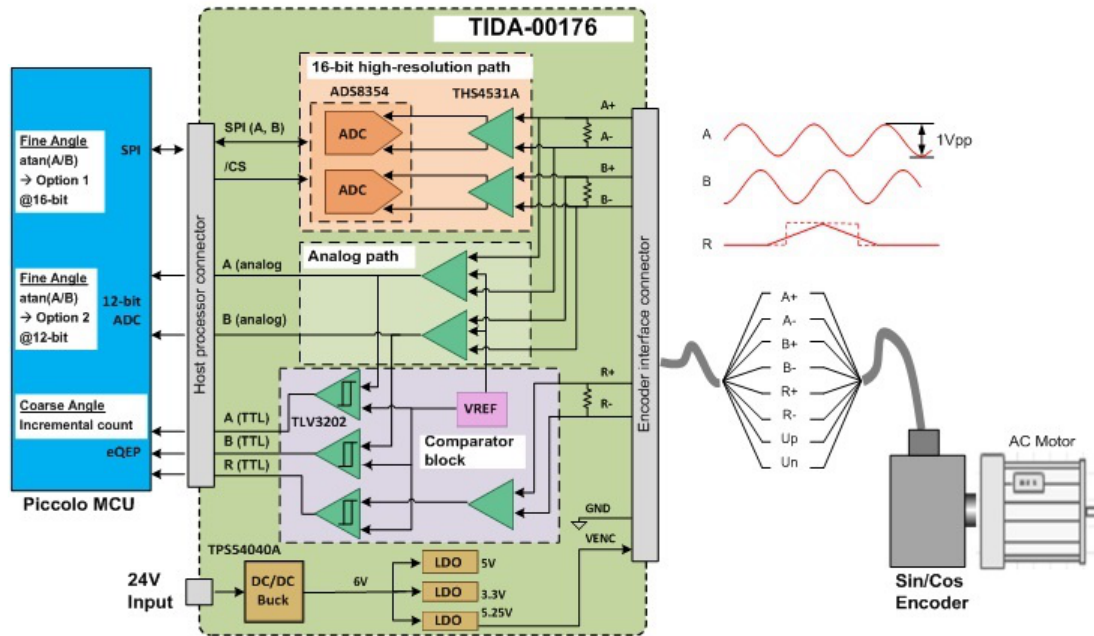 TIDA-00176
16-bit high-resolution path
ADS8354
THS4531A
ADC
ADC
SPI (A, B)
/CS
A+
A-
B+
B-
Fine Angle
atan(A/B)
→ Option 1
@16-bit
SPI
Fine Angle
atan(A/B)
→ Option 2
@12-bit
12-bit
ADC
Coarse Angle
Incremental count
eQEP
Piccolo MCU
Host processor connector
Analog path
A (analog
B (analog)
A (TTL)
B (TTL)
R (TTL)
TLV3202
VREF
Comparator
block
R+
R-
GND
VENC
Encoder interface connector
TPS54040A
24V
Input
DC/DC
Buck
6V
LDO
5V
LDO
3.3V
LDO
5.25V
A
1Vpp
B
R
A+
A-
B+
B-
R+
R-
Up
Un
AC Motor
Sin/Cos
Encoder